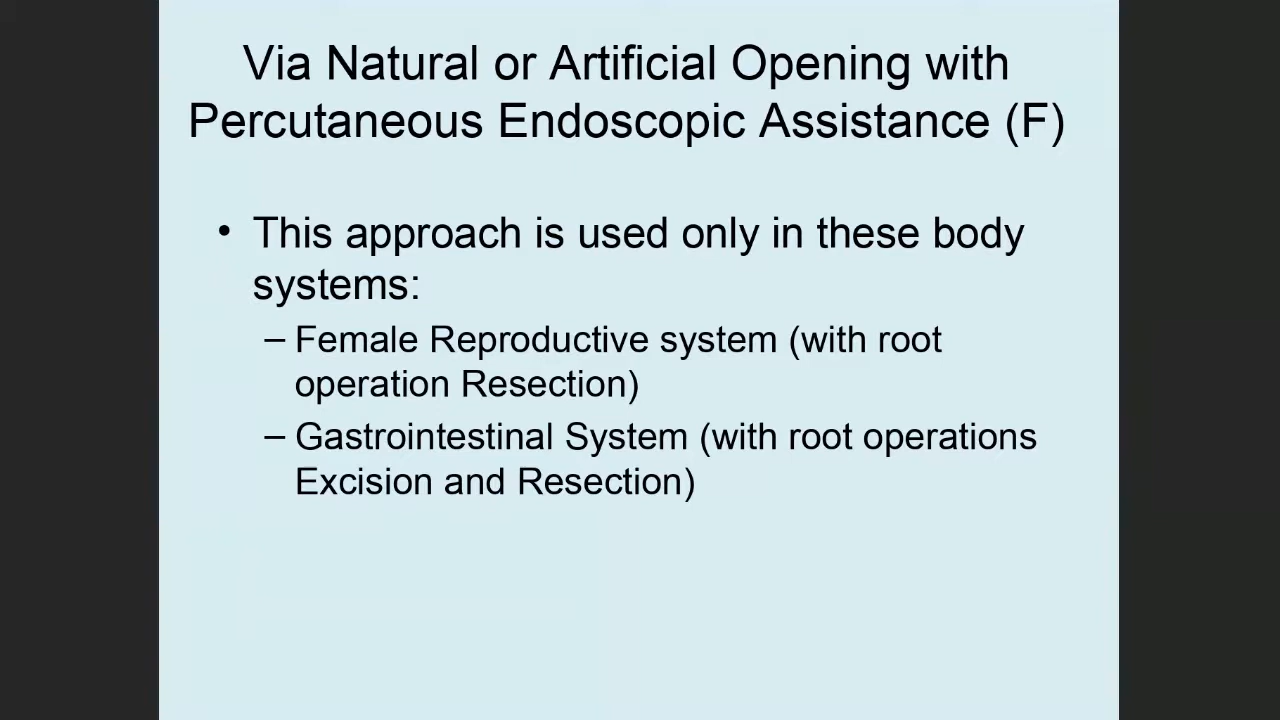 Via Natural or Artificial Opening with
Percutaneous Endoscopic Assistance (F)
• This approach is used only in these body
systems:
– Female Reproductive system (with root
operation Resection)
– Gastrointestinal System (with root operations
Excision and Resection)